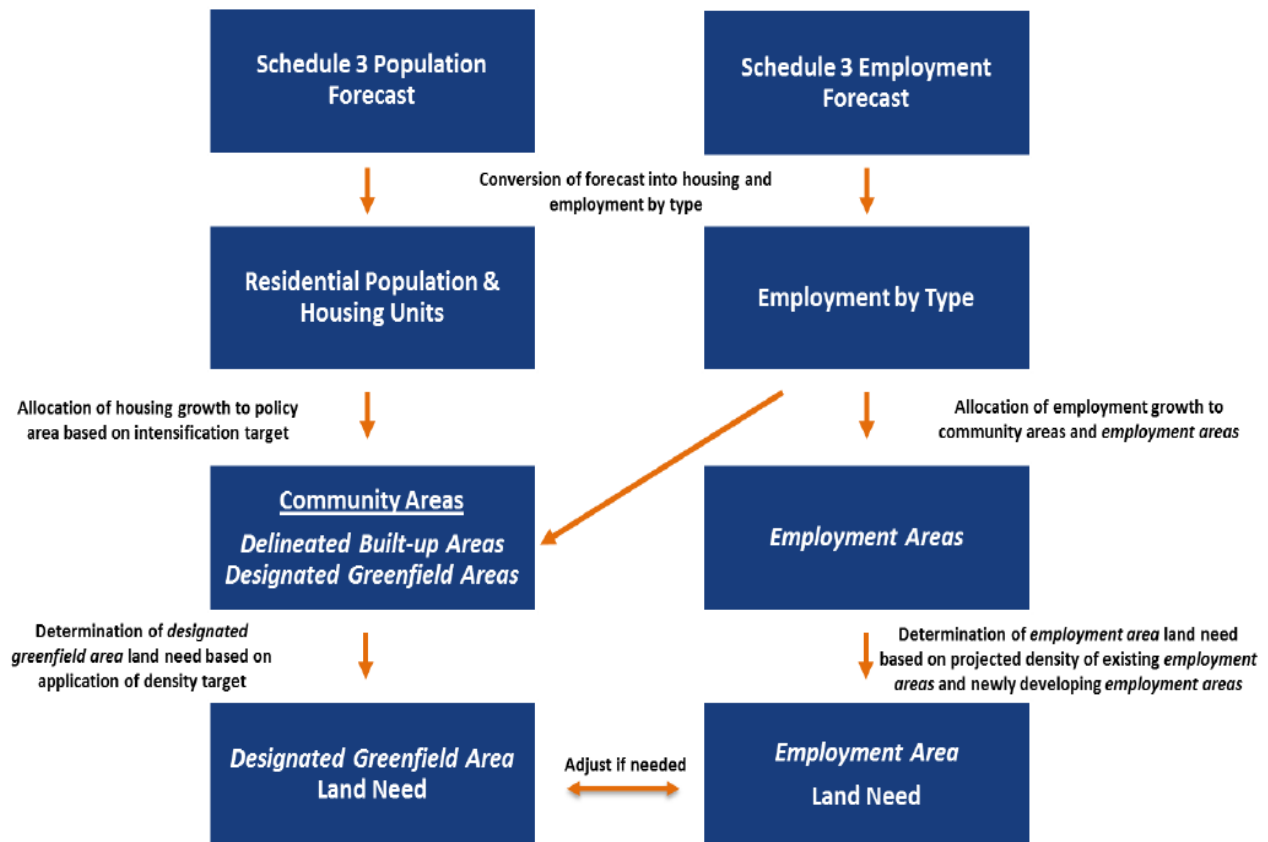 Schedule 3 Population
Forecast
Schedule 3 Employment
Forecast
Conversion of forecast into housing and
employment by type
Residential Population &
Housing Units
Employment by Type
Allocation of housing growth to policy
area based on intensification target
Allocation of employment growth to
community areas and employment areas
Community Areas
Delineated Built-up Areas
Designated Greenfield Areas
Employment Areas
Determination of designated
greenfield area land need based on
application of density target
Determination of employment area land need
based on projected density of existing employment
areas and newly developing employment areas
Designated Greenfield Area
Land Need
Adjust if needed
Employment Area
Land Need